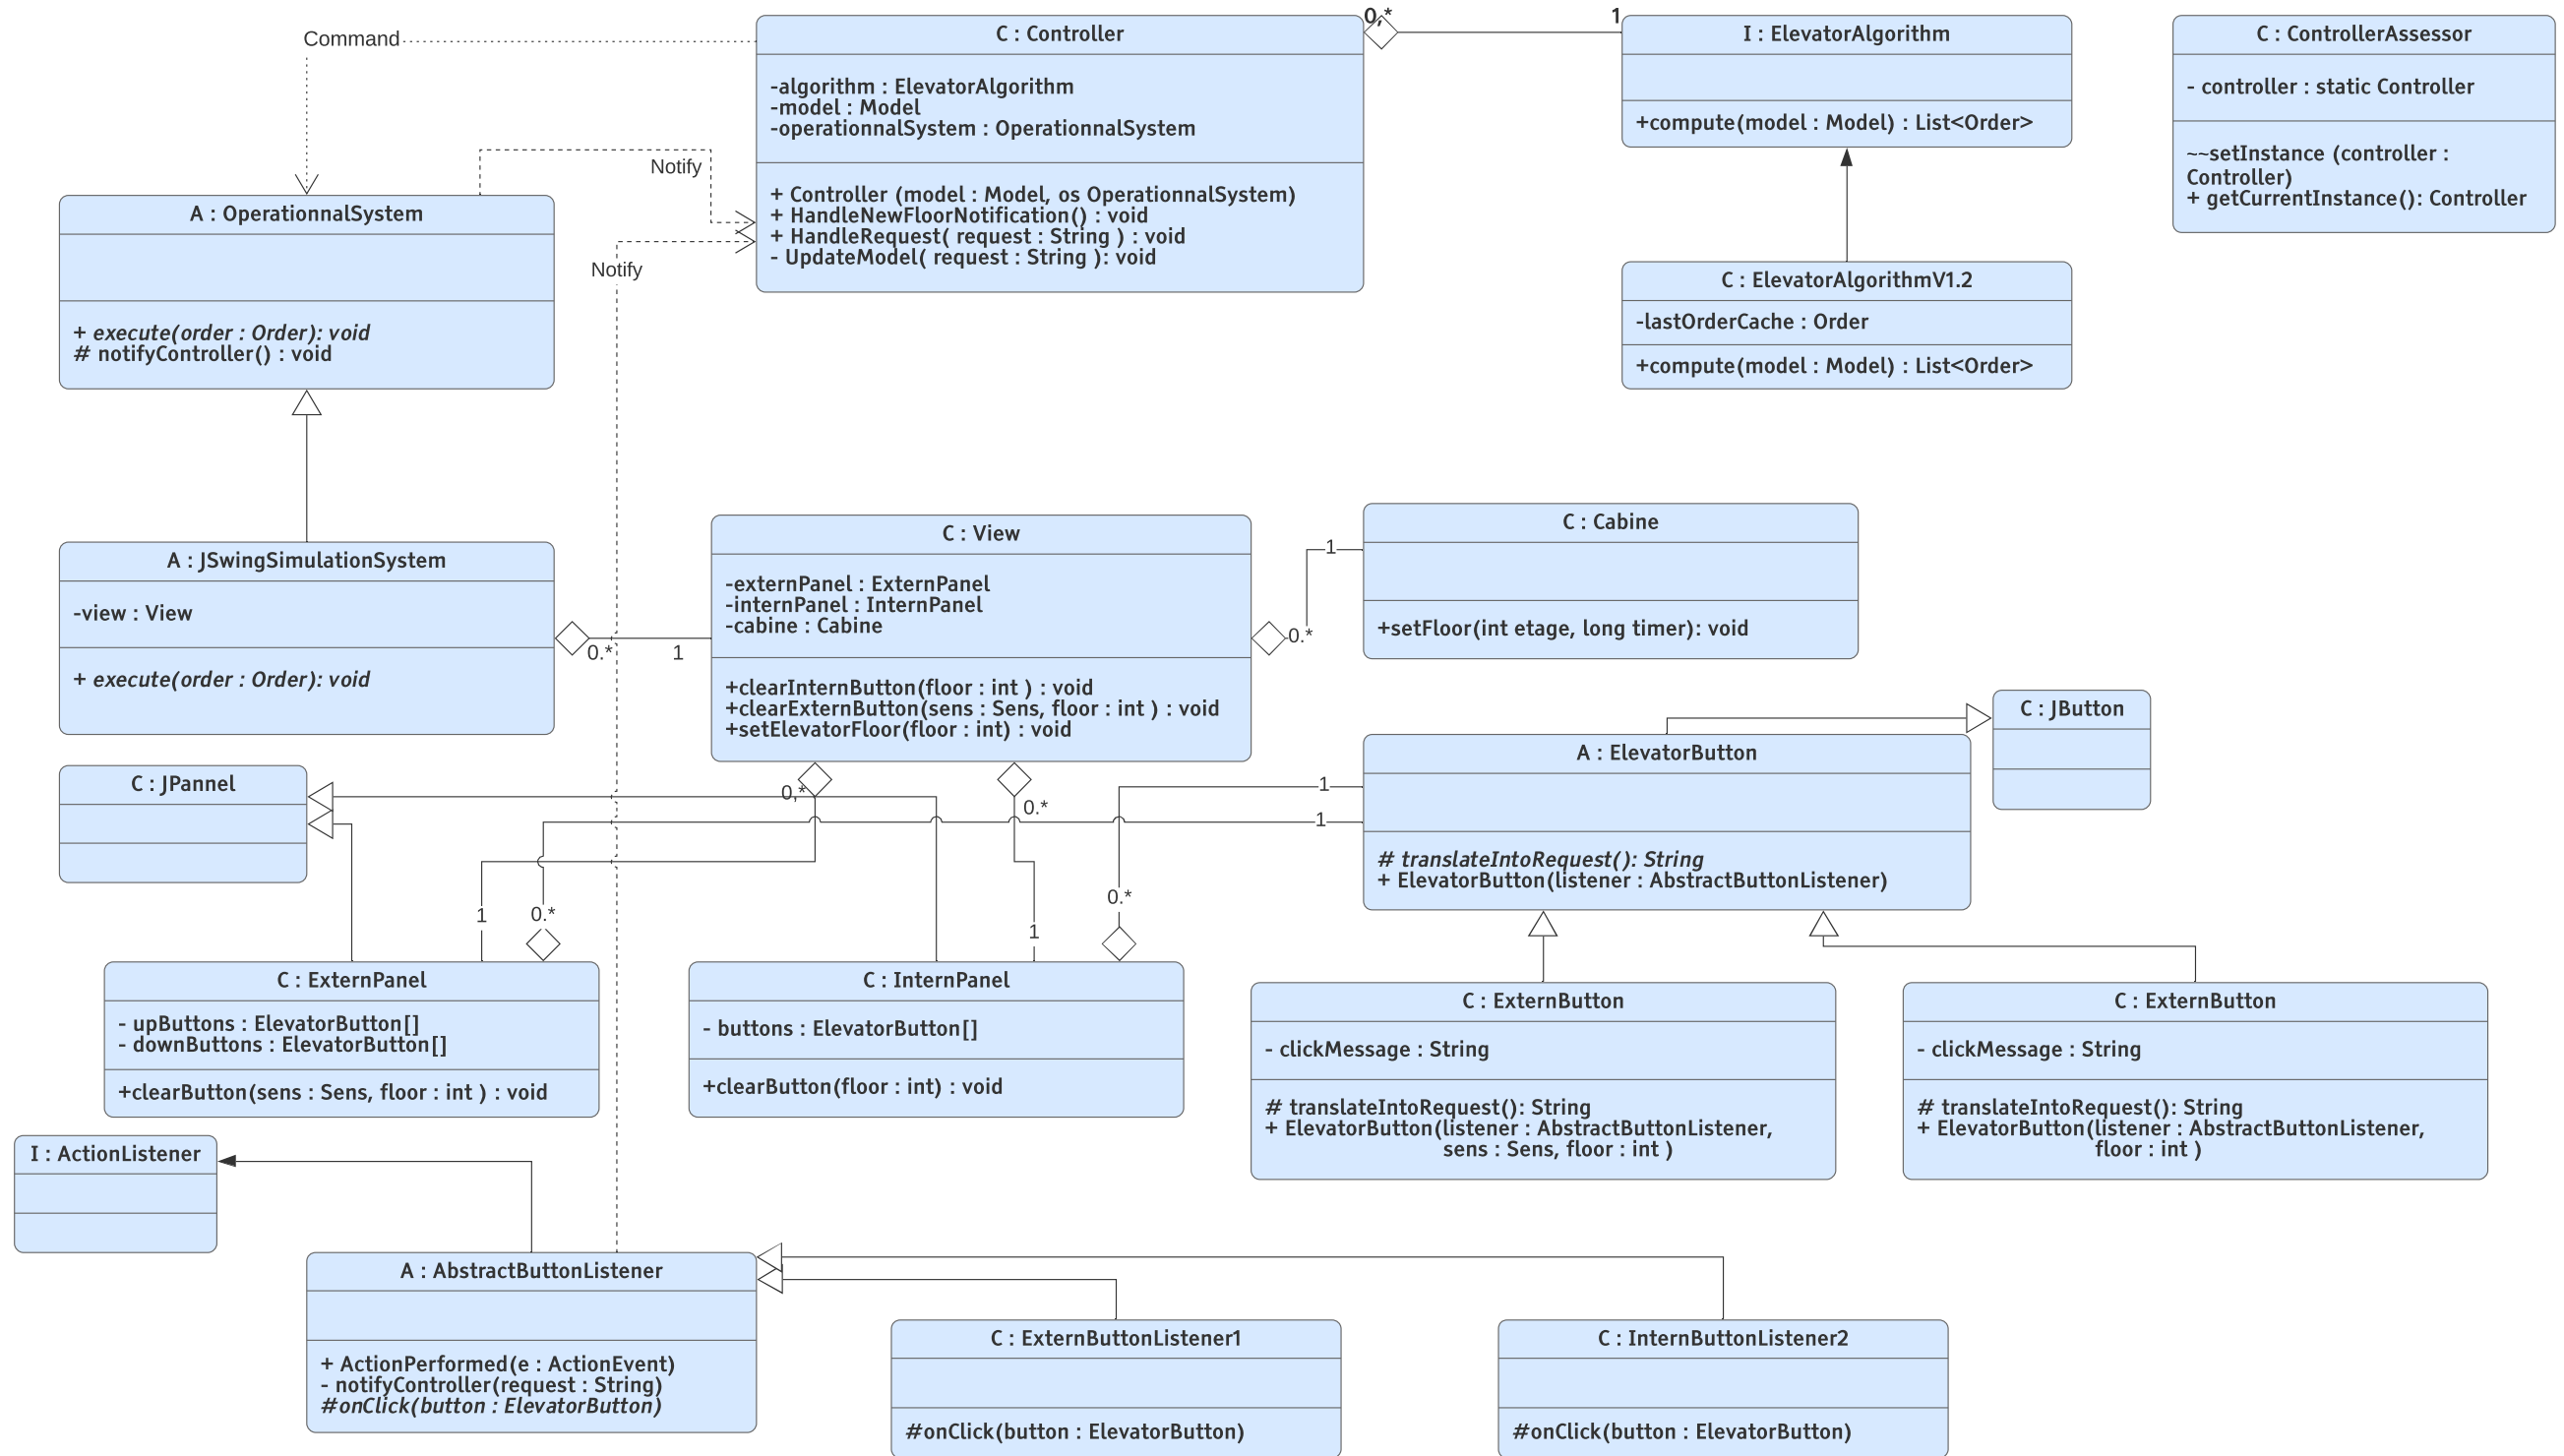 Command
C : Controller
-algorithm : ElevatorAlgorithm
-model : Model
-operationnalSystem : OperationnalSystem
+ Controller (model : Model, os OperationnalSystem)
+ HandleNewFloorNotification() : void
+ HandleRequest( request : String ) : void
- UpdateModel( request : String ): void
0,*
1
I : ElevatorAlgorithm
+compute(model : Model) : List<Order>
C : ControllerAssessor
- controller : static Controller
~~setInstance (controller :
Controller)
+ getCurrentInstance(): Controller
Notify
Notify
A : OperationnalSystem
+ execute(order : Order): void
# notifyController() : void
C : ElevatorAlgorithmV1.2
-lastOrderCache : Order
+compute(model : Model) : List<Order>
A : JSwingSimulationSystem
-view : View
+ execute(order : Order): void
0.*
1
C : View
-externPanel : ExternPanel
-internPanel : InternPanel
-cabine : Cabine
+clearInternButton(floor : int ) : void
+clearExternButton(sens : Sens, floor : int ) : void
+setElevatorFloor(floor : int) : void
1
0.*
C : Cabine
+setFloor(int etage, long timer): void
C : JButton
A : ElevatorButton
# translateIntoRequest(): String
+ ElevatorButton(listener : AbstractButtonListener)
C : JPannel
0,*
0.*
1
1
1
0.*
1
0.*
C : ExternPanel
- upButtons : ElevatorButton[]
- downButtons : ElevatorButton[]
+clearButton(sens : Sens, floor : int ) : void
C : InternPanel
- buttons : ElevatorButton[]
+clearButton(floor : int) : void
C : ExternButton
- clickMessage : String
# translateIntoRequest(): String
+ ElevatorButton(listener : AbstractButtonListener,
sens : Sens, floor : int )
C : ExternButton
- clickMessage : String
# translateIntoRequest(): String
+ ElevatorButton(listener : AbstractButtonListener,
floor : int )
I : ActionListener
A : AbstractButtonListener
+ ActionPerformed(e : ActionEvent)
- notifyController(request : String)
#onClick(button : ElevatorButton)
C : ExternButtonListener1
#onClick(button : ElevatorButton)
C : InternButtonListener2
#onClick(button : ElevatorButton)